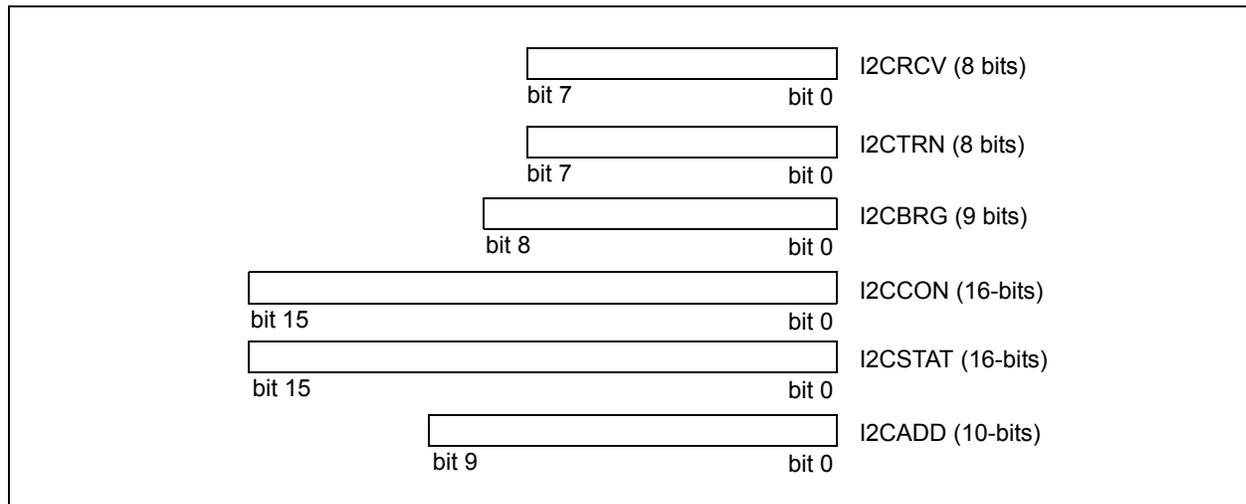 I2CRCV (8 bits)
bit 7 bit 0
I2CTRN (8 bits)
bit 7 bit 0
I2CBRG (9 bits)
bit 8 bit 0
I2CCON (16-bits)
bit 15 bit 0
I2CSTAT (16-bits)
bit 15 bit 0
I2CADD (10-bits)
bit 9 bit 0